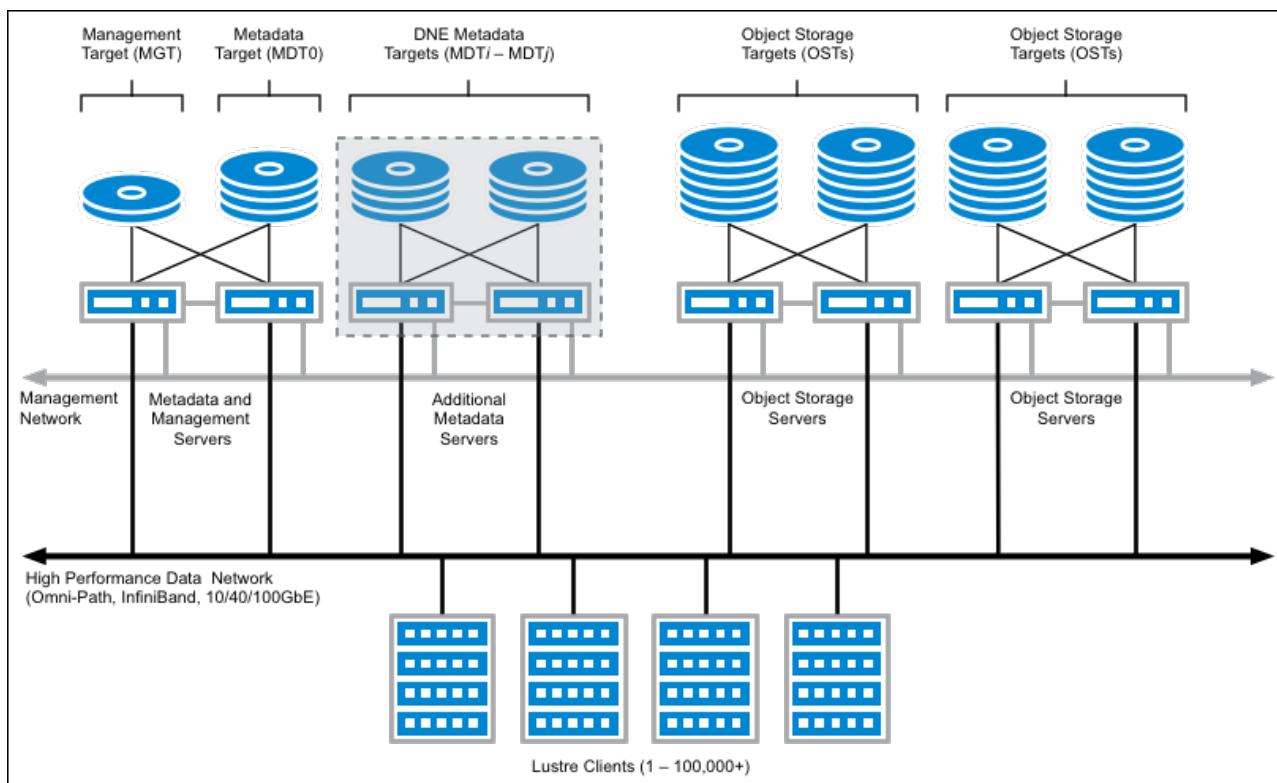 Management
Target (MGT)
Metadata
Target (MDT0)
DNE Metadata
Targets (MDTi – MDTj)
Object Storage
Targets (OSTs)
Object Storage
Targets (OSTs)
Management
Network
Metadata and
Management
Servers
Additional
Metadata
Servers
Object Storage
Servers
Object Storage
Servers
High Performance Data Network
(Omni-Path, InfiniBand, 10/40/100GbE)
Lustre Clients (1 – 100,000+)